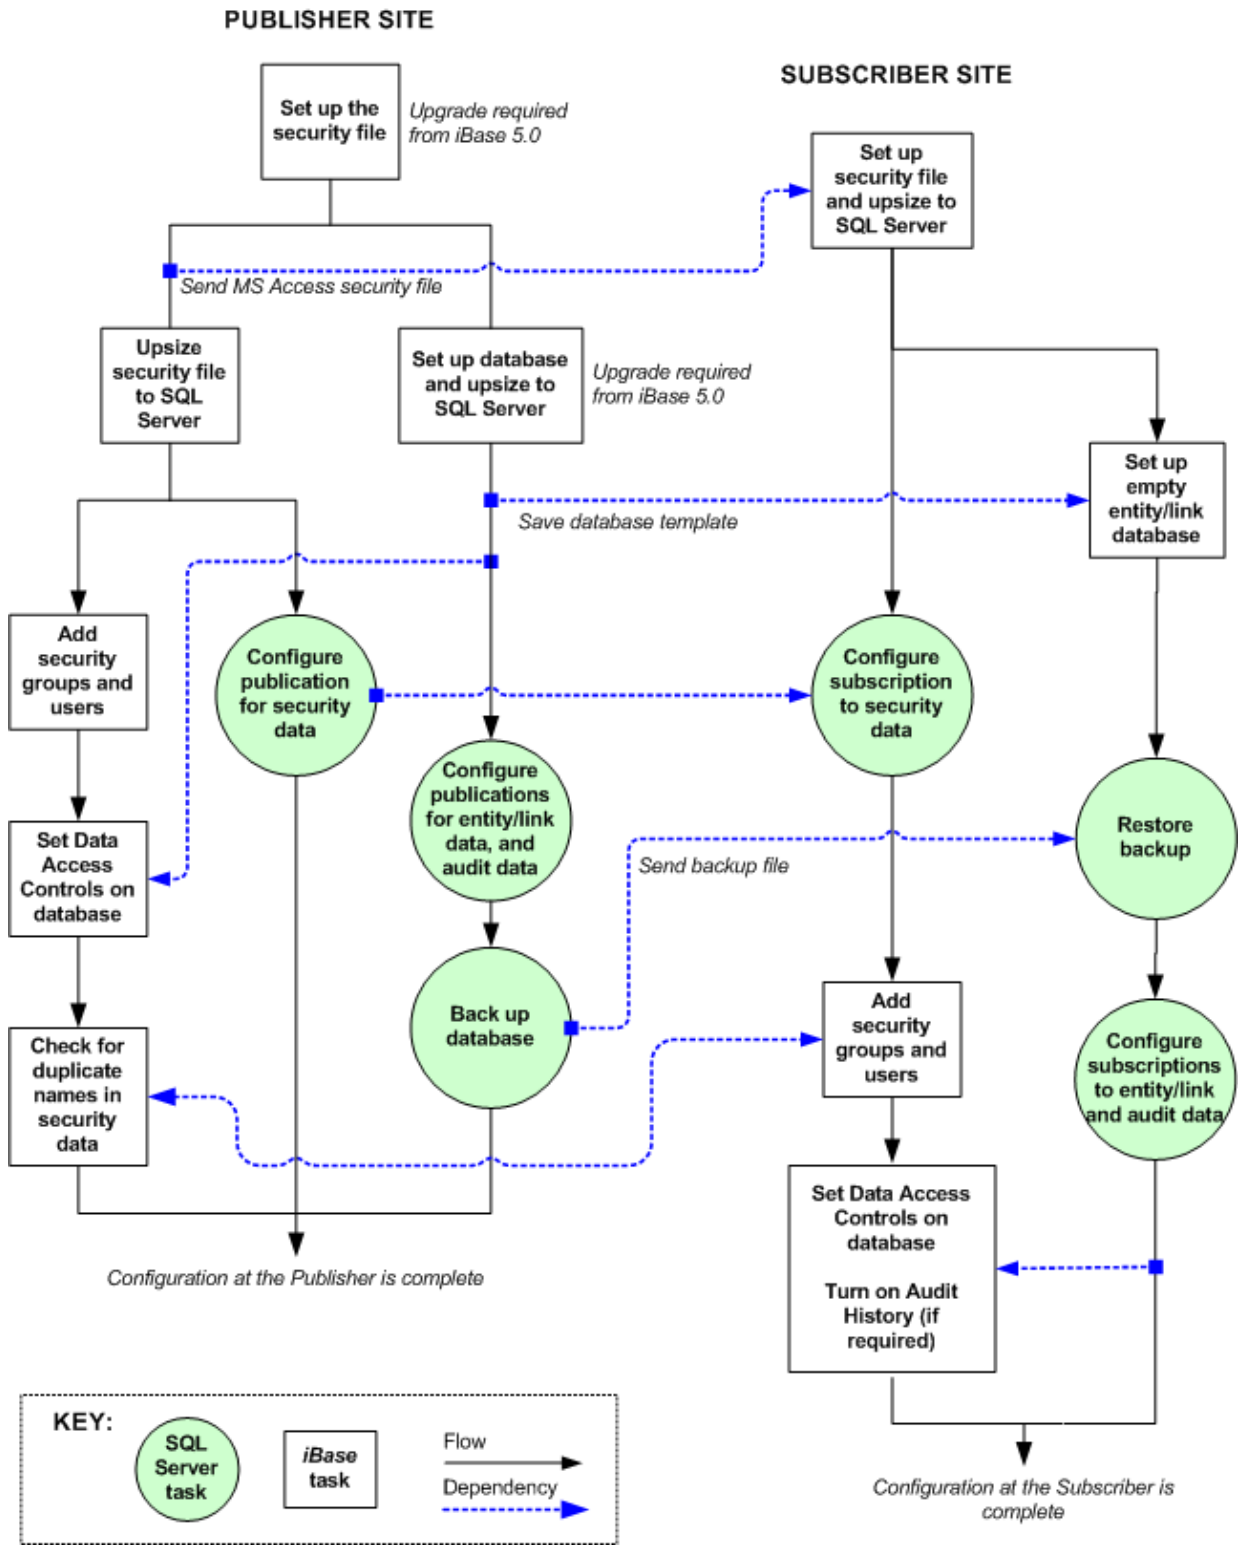 PUBLISHER SITE
SUBSCRIBER SITE
Set up the
security file
Upgrade required
from iBase 5.0
Set up
security file
and upsize to
SQL Server
Send MS Access security file
Upsize
security file
to SQL
Server
Set up database
and upsize to
SQL Server
Upgrade required
from iBase 5.0
Set up
empty
entity/link
database
Save database template
Add
security
groups and
users
Configure
publication
for security
data
Configure
subscription
to security
data
Configure
publications
for entity/link
data, and
audit data
Restore
backup
Set Data
Access
Controls on
database
Send backup file
Back up
database
Add
security
groups and
users
Check for
duplicate
names in
security
data
Configure
subscriptions
to entity/link
and audit data
Set Data Access
Controls on
database
Turn on Audit
History (if
required)
Configuration at the Publisher is complete
Configuration at the Subscriber is
complete
KEY:
SQL
Server
task
iBase
task
Flow
Dependency